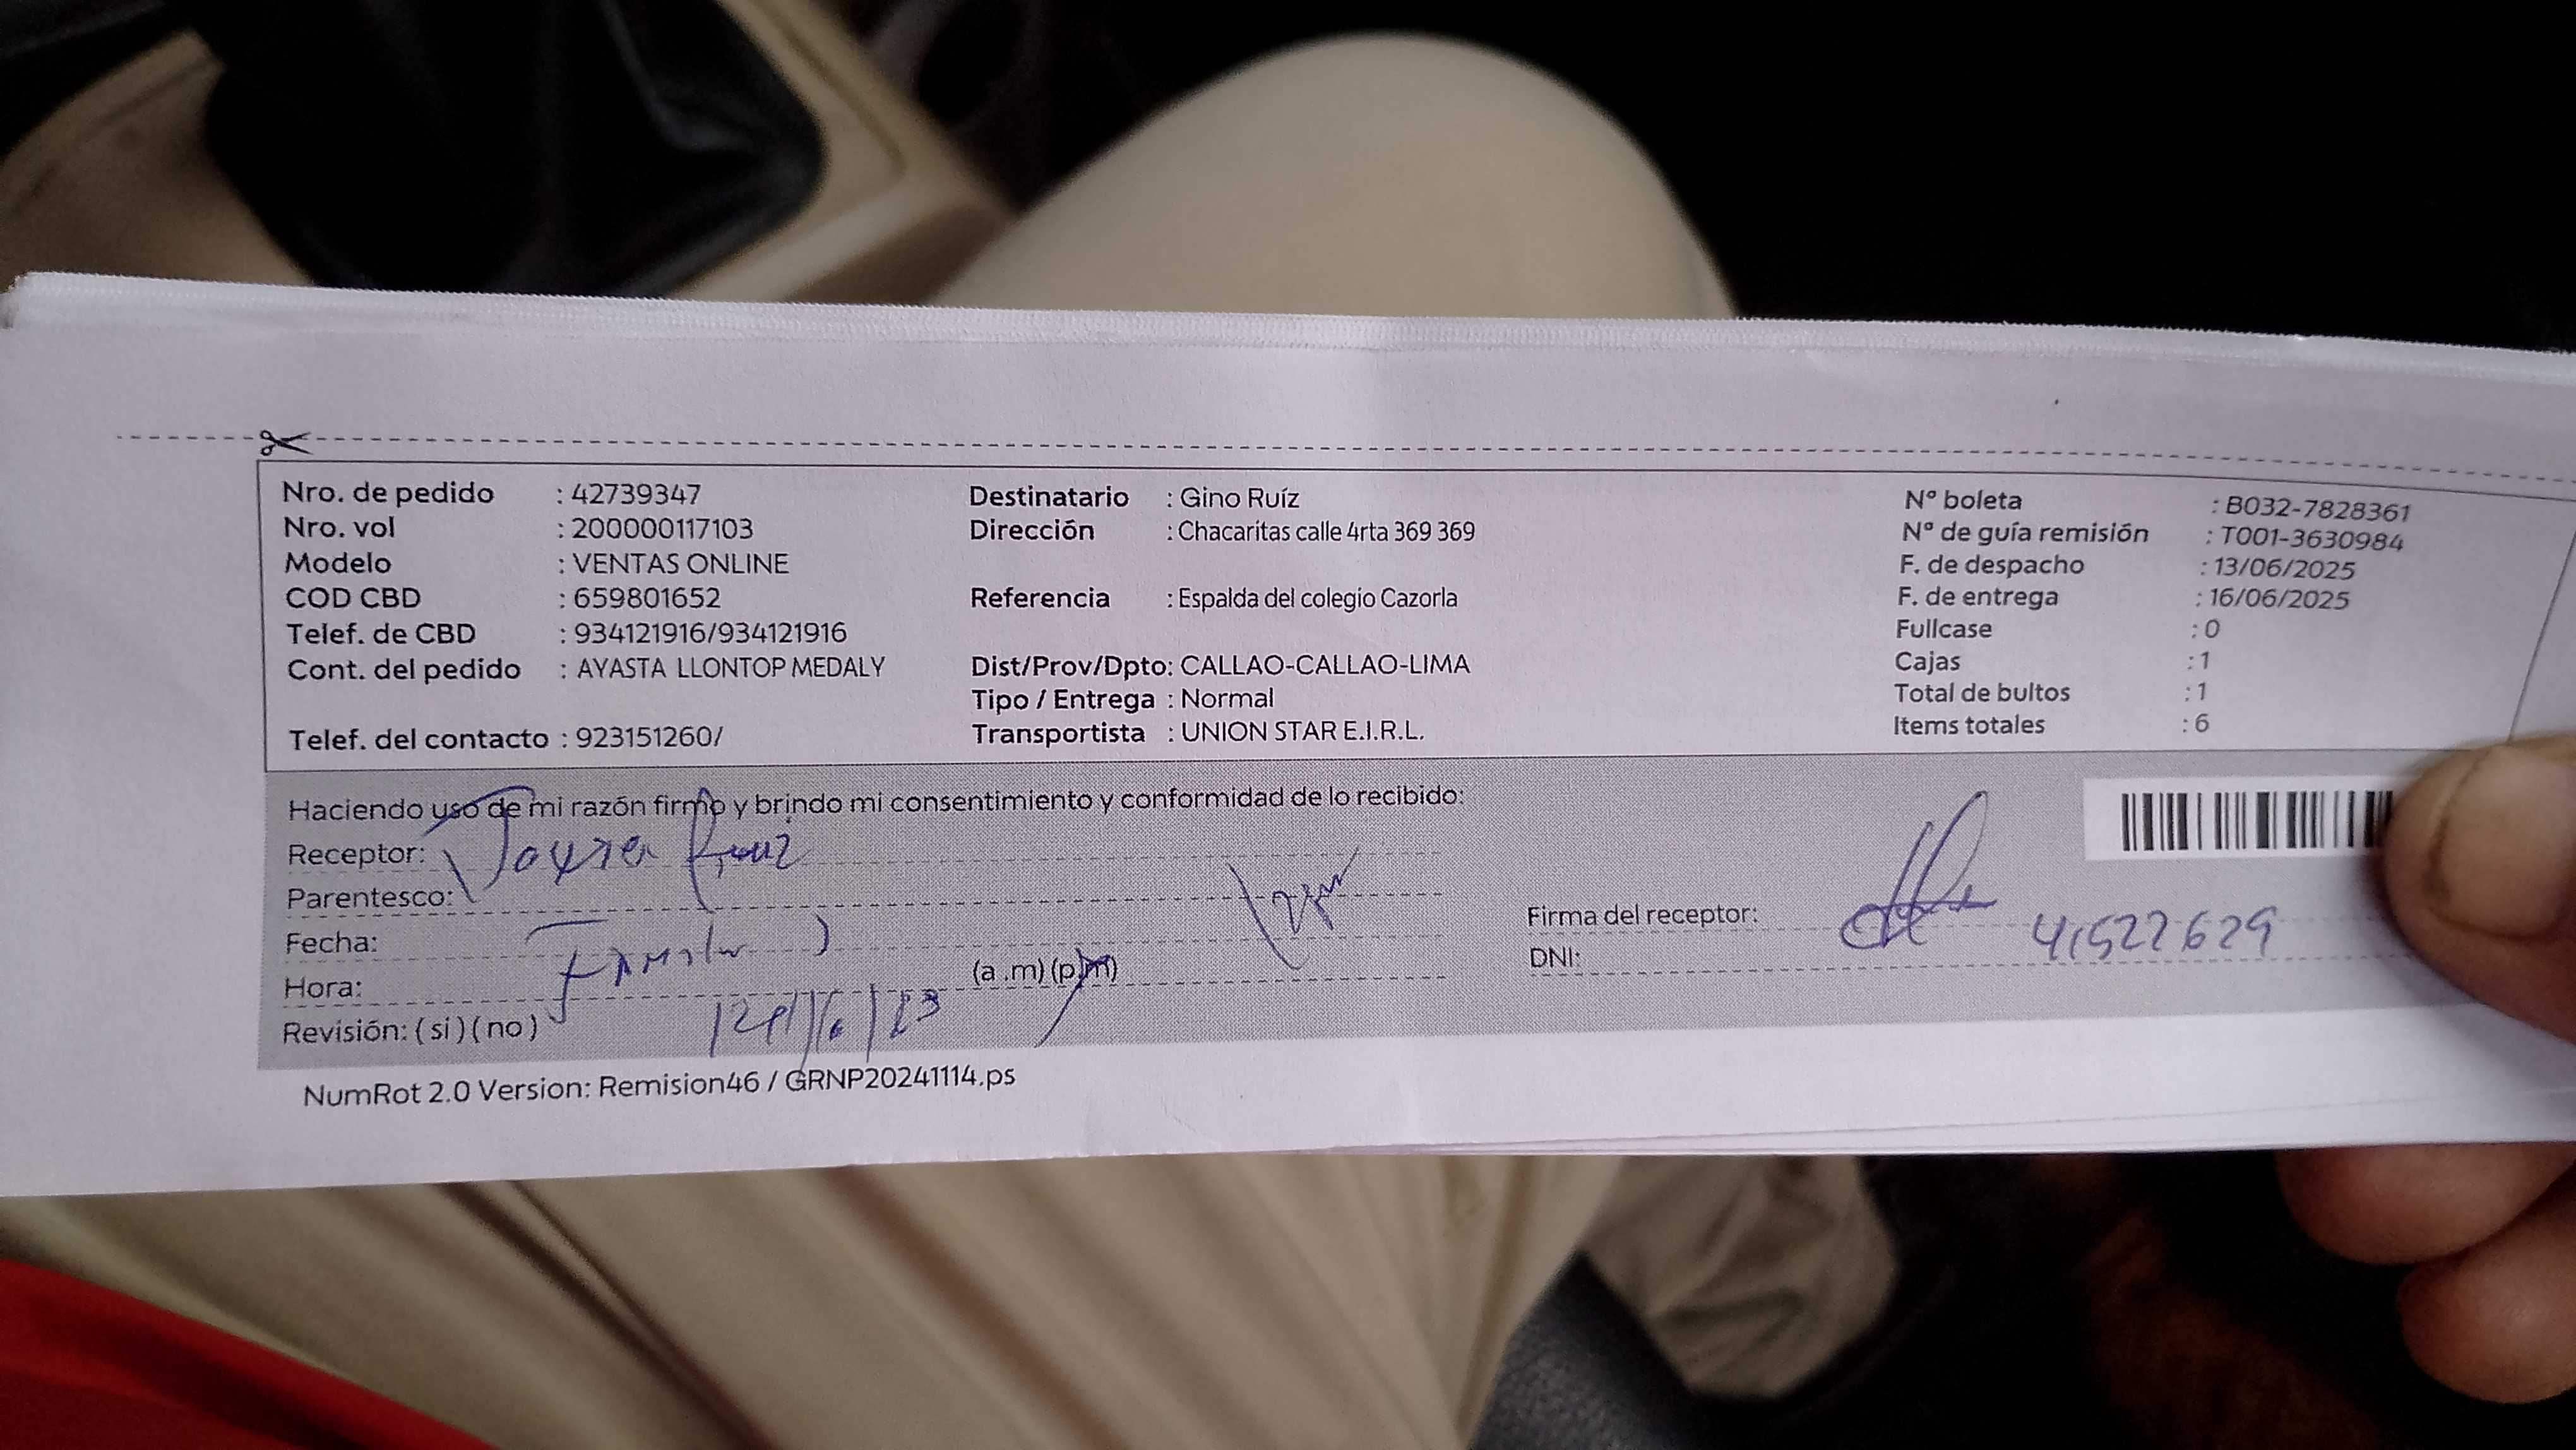 Nro. de pedido : 42739347
Nro. vol : 200000117103
Modelo : VENTAS ONLINE
COD CBD : 659801652
Telef. de CBD : 934121916/934121916
Cont. del pedido : AYASTA LLONTOP MEDALY
Telef. del contacto : 923151260/
Destinatario : Gino Ruíz
Dirección : Chacaritas calle 4rta 369 369
Referencia : Espalda del colegio Cazorla
Dist/Prov/Dpto: CALLAO-CALLAO-LIMA
Tipo / Entrega : Normal
Transportista : UNION STAR E.I.R.L.
Nº boleta : B032-7828361
Nº de guía remisión : T001-3630984
F. de despacho : 13/06/2025
F. de entrega : 16/06/2025
Fullcase : 0
Cajas : 1
Total de bultos : 1
Items totales : 6
Haciendo uso de mi razón firmo y brindo mi consentimiento y conformidad de lo recibido:
Receptor: Ruiz
Parentesco:
Fecha:
Hora: (a .m) (p.m)
Revisión: ( si ) ( no )
Firma del receptor:
DNI: 41522629
NumRot 2.0 Version: Remision46 / GRNP20241114.ps